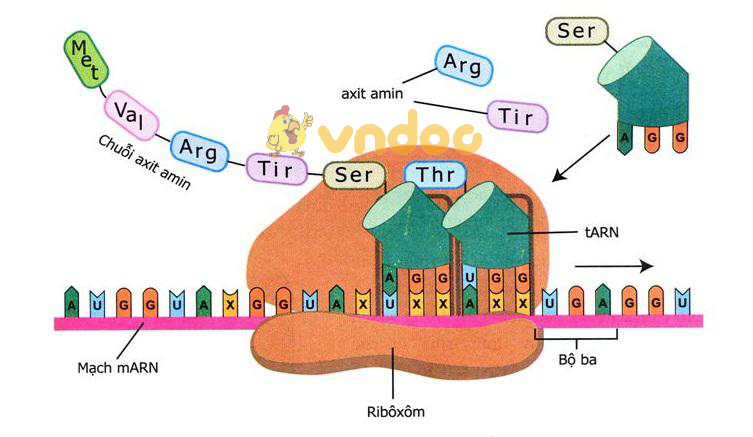 Met
Val
Arg
Tir
Ser
Chuỗi axit amin
axit amin
Arg
Tir
Ser
A G G
vndoc
Thr
tARN
A G G U G G
A U G G U A X G G U A X U X X A X X U G A G G U
Mạch mARN
Bộ ba
Ribôxôm